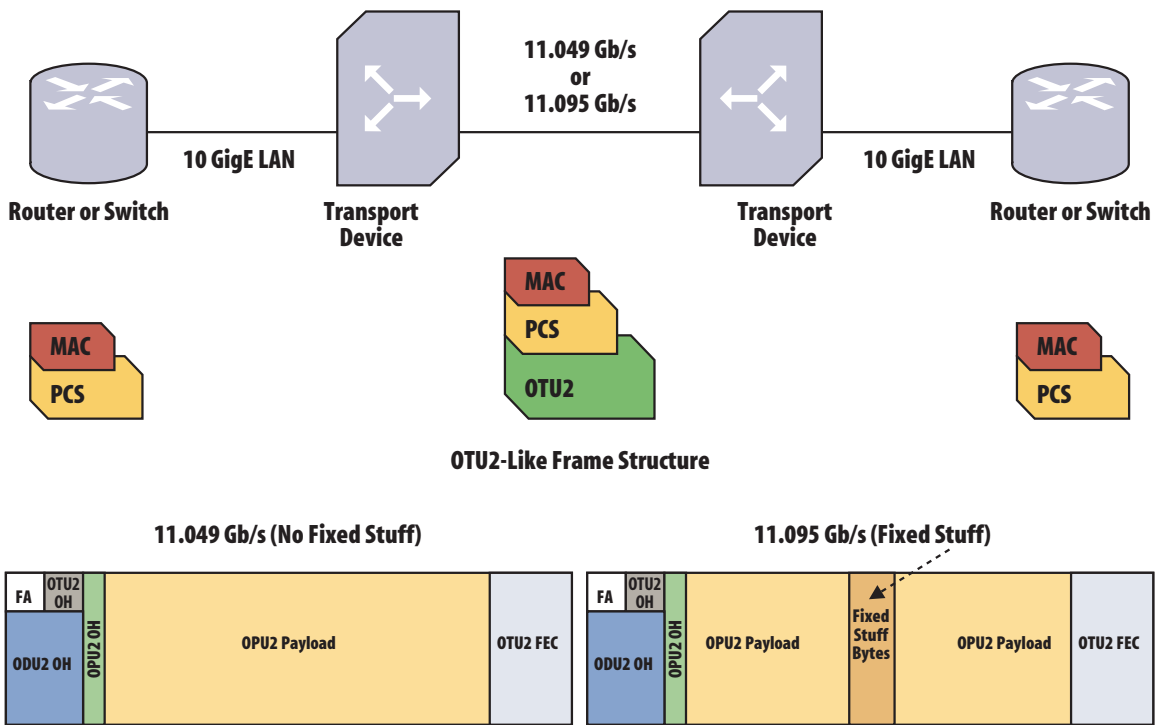 11.049 Gb/s
or
11.095 Gb/s
10 GigE LAN
10 GigE LAN
Router or Switch
Transport
Device
Transport
Device
Router or Switch
MAC
PCS
OTU2
MAC
PCS
MAC
PCS
OTU2-Like Frame Structure
11.049 Gb/s (No Fixed Stuff)
FA
OTU2
OH
ODU2 OH
OPU2 OH
OPU2 Payload
OTU2 FEC
11.095 Gb/s (Fixed Stuff)
FA
OTU2
OH
ODU2 OH
OPU2 OH
OPU2 Payload
Fixed
Stuff
Bytes
OPU2 Payload
OTU2 FEC